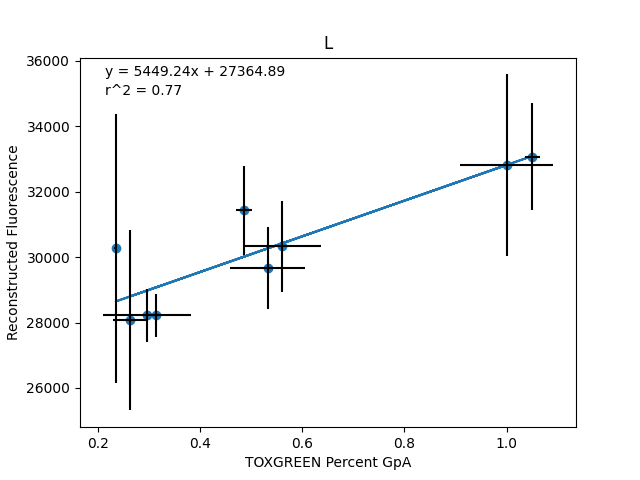 L
y = 5449.24x + 27364.89
r^2 = 0.77
36000
34000
32000
30000
28000
26000
Reconstructed Fluorescence
0.2 0.4 0.6 0.8 1.0
TOXGREEN Percent GpA